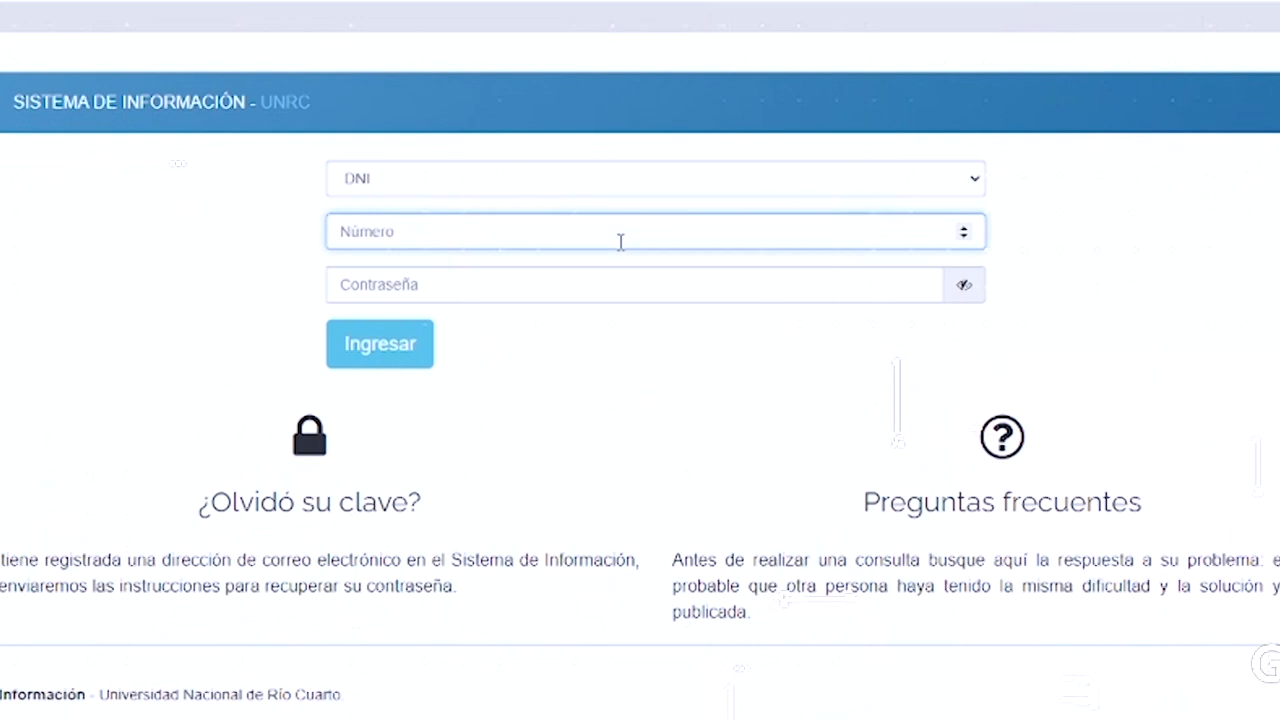 SISTEMA DE INFORMACIÓN - UNRC
DNI
Número
Contraseña
Ingresar
¿Olvidó su clave?
tiene registrada una dirección de correo electrónico en el Sistema de Información,
enviaremos las instrucciones para recuperar su contraseña.
Preguntas frecuentes
Antes de realizar una consulta busque aquí la respuesta a su problema: e
probable que otra persona haya tenido la misma dificultad y la solución y
publicada.
Información - Universidad Nacional de Río Cuarto